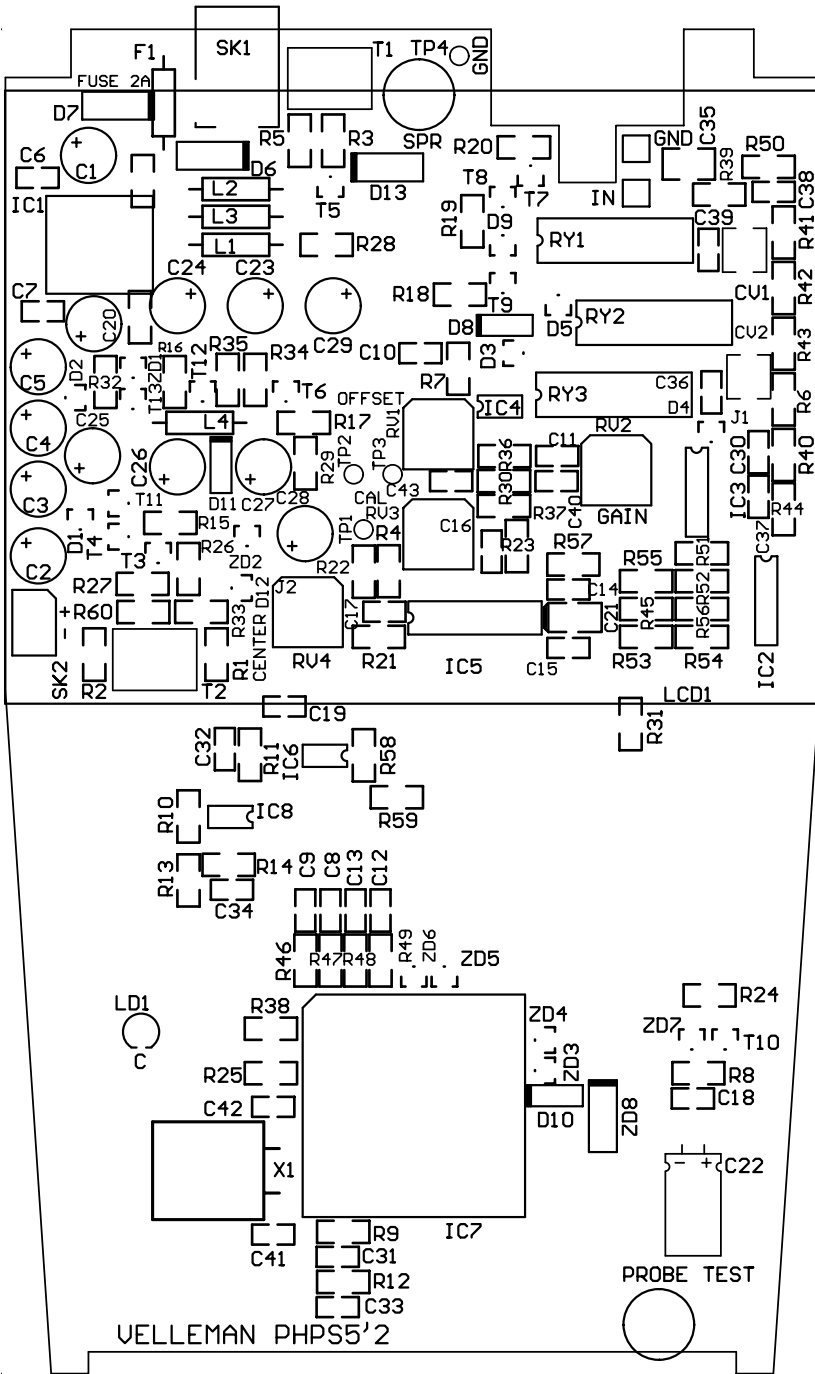 SK1
F1
T1
TP4
GND
FUSE 2A
D7
R5
R3
SPR
R20
GND
C35
R50
C6
C1
D6
D13
T8
T7
R39
C38
IC1
L2
T5
R19
D9
IN
L3
C39
R41
L1
R28
RY1
C24
C23
R42
C7
R18
T9
CV1
C20
D8
D5
RY2
CV2
R43
C29
R16
R35
R34
C10
D3
C5
D2
R32
ZD1
T12
R7
T13
T6
OFFSET
IC4
RY3
C36
D4
R6
C25
L4
R17
RV1
J1
C4
TP2
TP3
R36
C11
RV2
C30
R40
C26
R29
C43
R30
C3
D11
C27
C28
CAL
C40
IC3
R44
T11
RV3
R37
GAIN
D1
T4
R15
TP1
C16
C37
C2
T3
R26
ZD2
R22
R4
R23
R57
R51
R27
D12
J2
R55
R52
C14
+
-
R60
R33
C17
C21
R45
R56
SK2
R2
T2
R1
CENTER
RV4
R21
IC5
C15
R53
R54
IC2
LCD1
C19
R31
C32
R11
IC6
R58
R59
R10
IC8
R13
R14
C34
C9
C8
C13
C12
R46
R47
R48
R49
ZD6
ZD5
LD1
C
R38
R24
ZD4
ZD7
T10
R25
ZD3
R8
C42
D10
ZD8
C18
X1
- +
C22
C41
R9
IC7
C31
R12
PROBE TEST
C33
VELLEMAN PHPS5'2